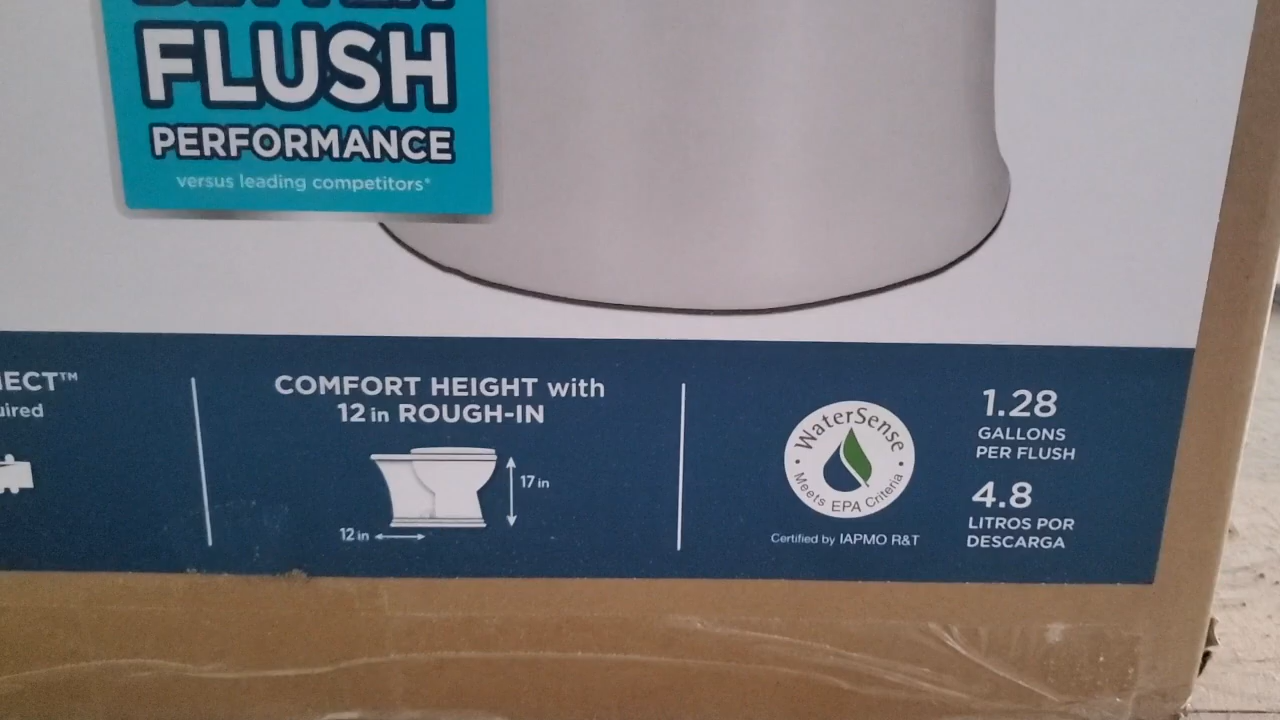 FLUSH
PERFORMANCE
versus leading competitors*
COMFORT HEIGHT with
12 in ROUGH-IN
17 in
12 in
WaterSense
Meets EPA Criteria
Certified by IAPMO R&T
1.28
GALLONS
PER FLUSH
4.8
LITROS POR
DESCARGA